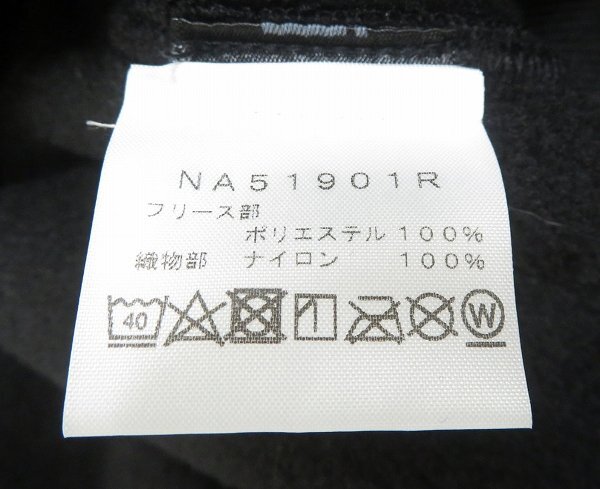 NA51901R
フリース部
ポリエステル 100%
織物部 ナイロン 100%
40 W